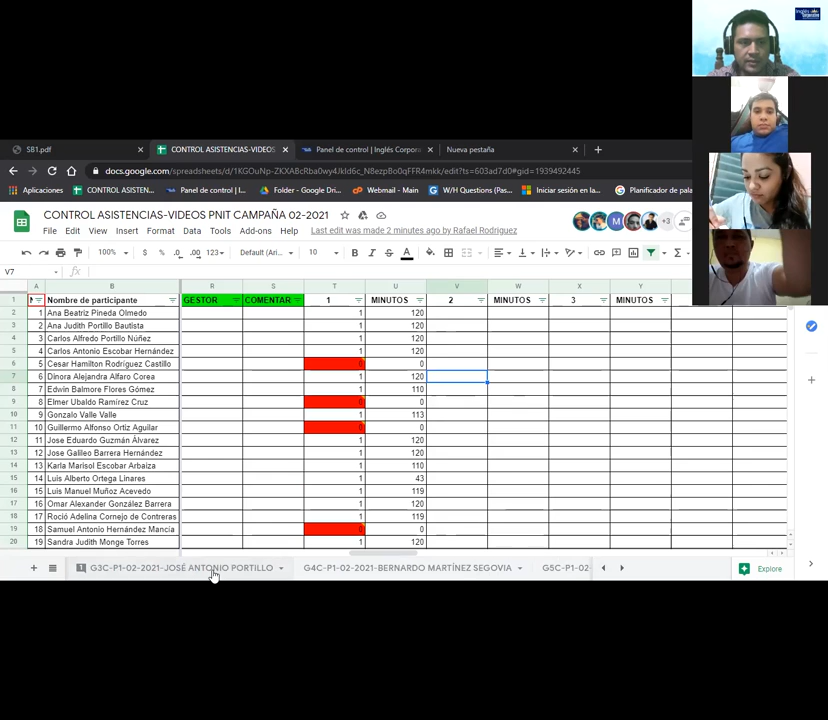 SB1.pdf
CONTROL ASISTENCIAS-VIDEOS
Panel de control | Inglés Corpora
Nueva pestaña
docs.google.com/spreadsheets/d/1KGOuNp-ZKXABcRba0wy4JkId6c_N8ezpBo0qFFR4mkk/edit?ts=603ad7d0#gid=1939492445
Aplicaciones
CONTROL ASISTEN...
Panel de control | I...
Folder - Google Dri...
Webmail - Main
W/H Questions (Pas...
Iniciar sesión en la...
Planificador de pala
CONTROL ASISTENCIAS-VIDEOS PNIT CAMPAÑA 02-2021
+3
File Edit View Insert Format Data Tools Add-ons Help Last edit was made 2 minutes ago by Rafael Rodriguez
100% $ % .0 .00 123 Default (Ari... 10 B I S A
V7 fx
A B R S T U V W X Y
1 Nombre de participante GESTOR COMENTAR 1 MINUTOS 2 MINUTOS 3 MINUTOS
2 1 Ana Beatriz Pineda Olmedo 1 120
3 2 Ana Judith Portillo Bautista 1 120
4 3 Carlos Alfredo Portillo Núñez 1 120
5 4 Carlos Antonio Escobar Hernández 1 120
6 5 Cesar Hamilton Rodríguez Castillo 0 0
7 6 Dinora Alejandra Alfaro Corea 1 120
8 7 Edwin Balmore Flores Gómez 1 110
9 8 Elmer Ubaldo Ramírez Cruz 0 0
10 9 Gonzalo Valle Valle 1 113
11 10 Guillermo Alfonso Ortiz Aguilar 0 0
12 11 Jose Eduardo Guzmán Álvarez 1 120
13 12 Jose Galileo Barrera Hernández 1 120
14 13 Karla Marisol Escobar Arbaiza 1 110
15 14 Luis Alberto Ortega Linares 1 43
16 15 Luis Manuel Muñoz Acevedo 1 119
17 16 Omar Alexander González Barrera 1 120
18 17 Roció Adelina Cornejo de Contreras 1 119
19 18 Samuel Antonio Hernández Mancía 0 0
20 19 Sandra Judith Monge Torres 1 120
1 G3C-P1-02-2021-JOSÉ ANTONIO PORTILLO G4C-P1-02-2021-BERNARDO MARTÍNEZ SEGOVIA G5C-P1-02- Explore